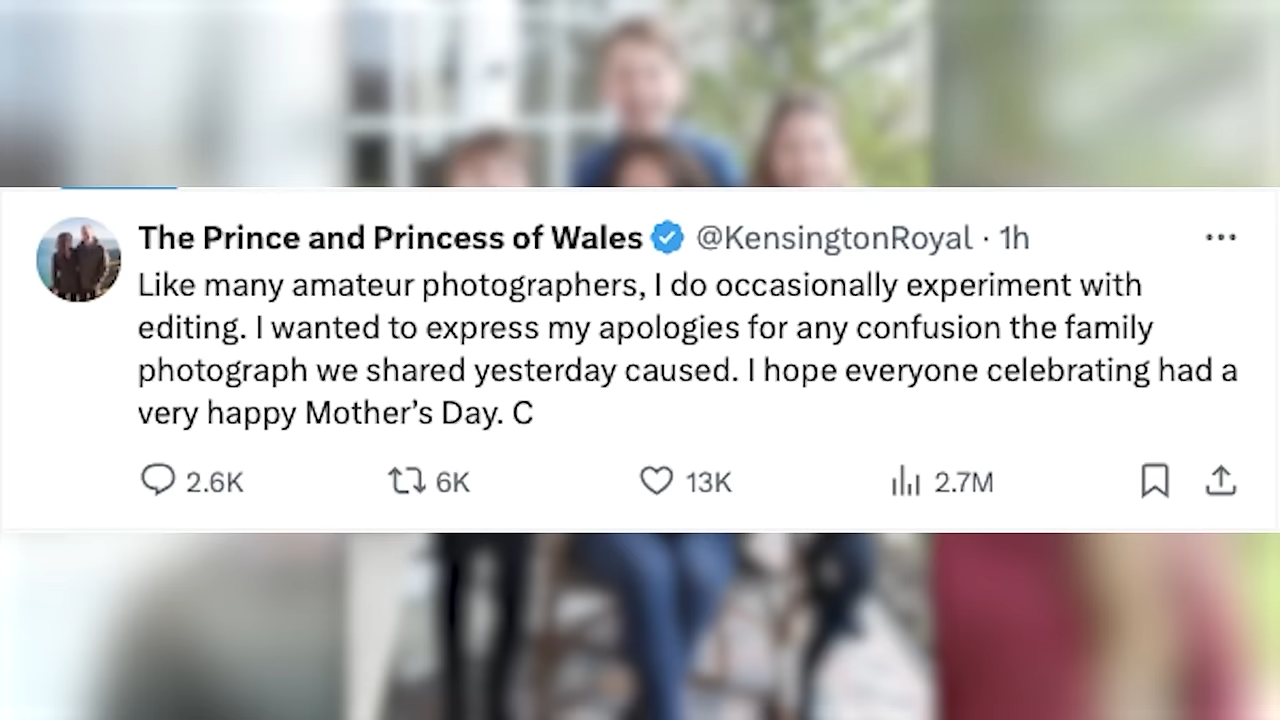 The Prince and Princess of Wales @KensingtonRoyal · 1h
Like many amateur photographers, I do occasionally experiment with
editing. I wanted to express my apologies for any confusion the family
photograph we shared yesterday caused. I hope everyone celebrating had a
very happy Mother’s Day. C
2.6K 6K 13K 2.7M